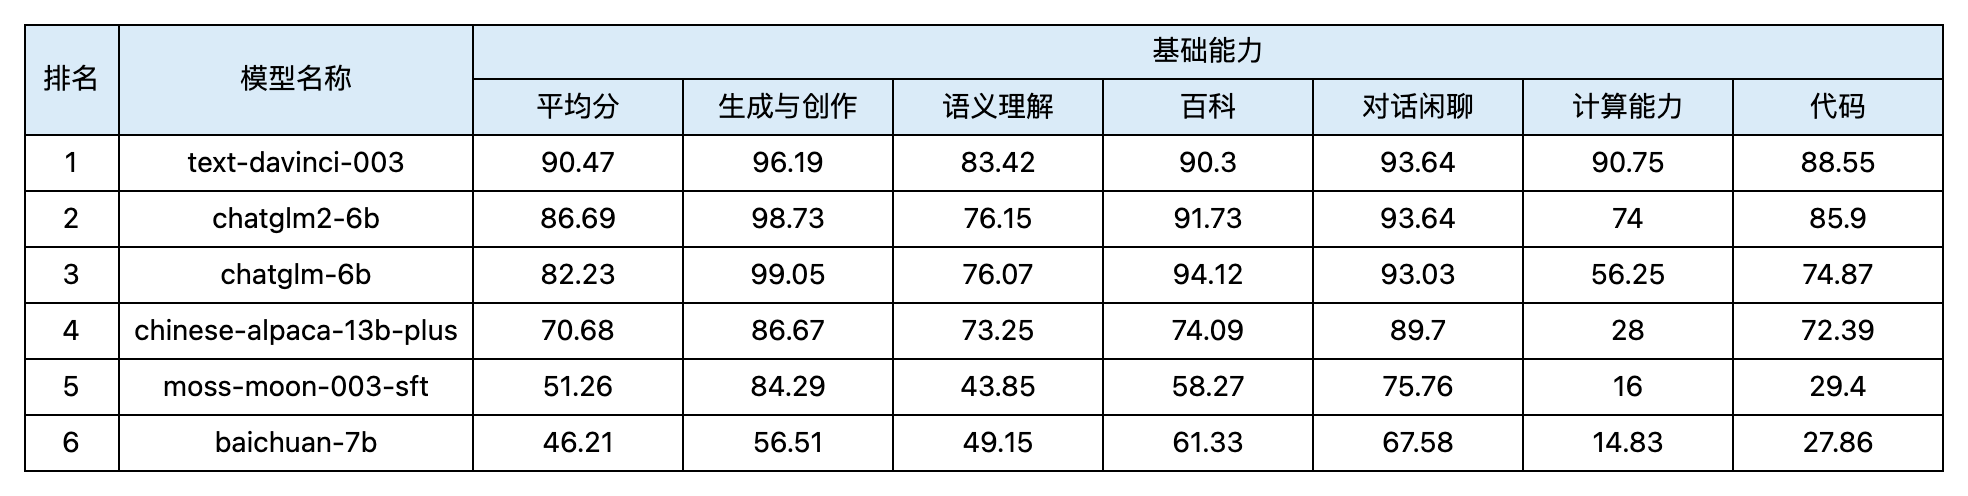 排名 模型名称 基础能力
平均分 生成与创作 语义理解 百科 对话闲聊 计算能力 代码
1 text-davinci-003 90.47 96.19 83.42 90.3 93.64 90.75 88.55
2 chatglm2-6b 86.69 98.73 76.15 91.73 93.64 74 85.9
3 chatglm-6b 82.23 99.05 76.07 94.12 93.03 56.25 74.87
4 chinese-alpaca-13b-plus 70.68 86.67 73.25 74.09 89.7 28 72.39
5 moss-moon-003-sft 51.26 84.29 43.85 58.27 75.76 16 29.4
6 baichuan-7b 46.21 56.51 49.15 61.33 67.58 14.83 27.86